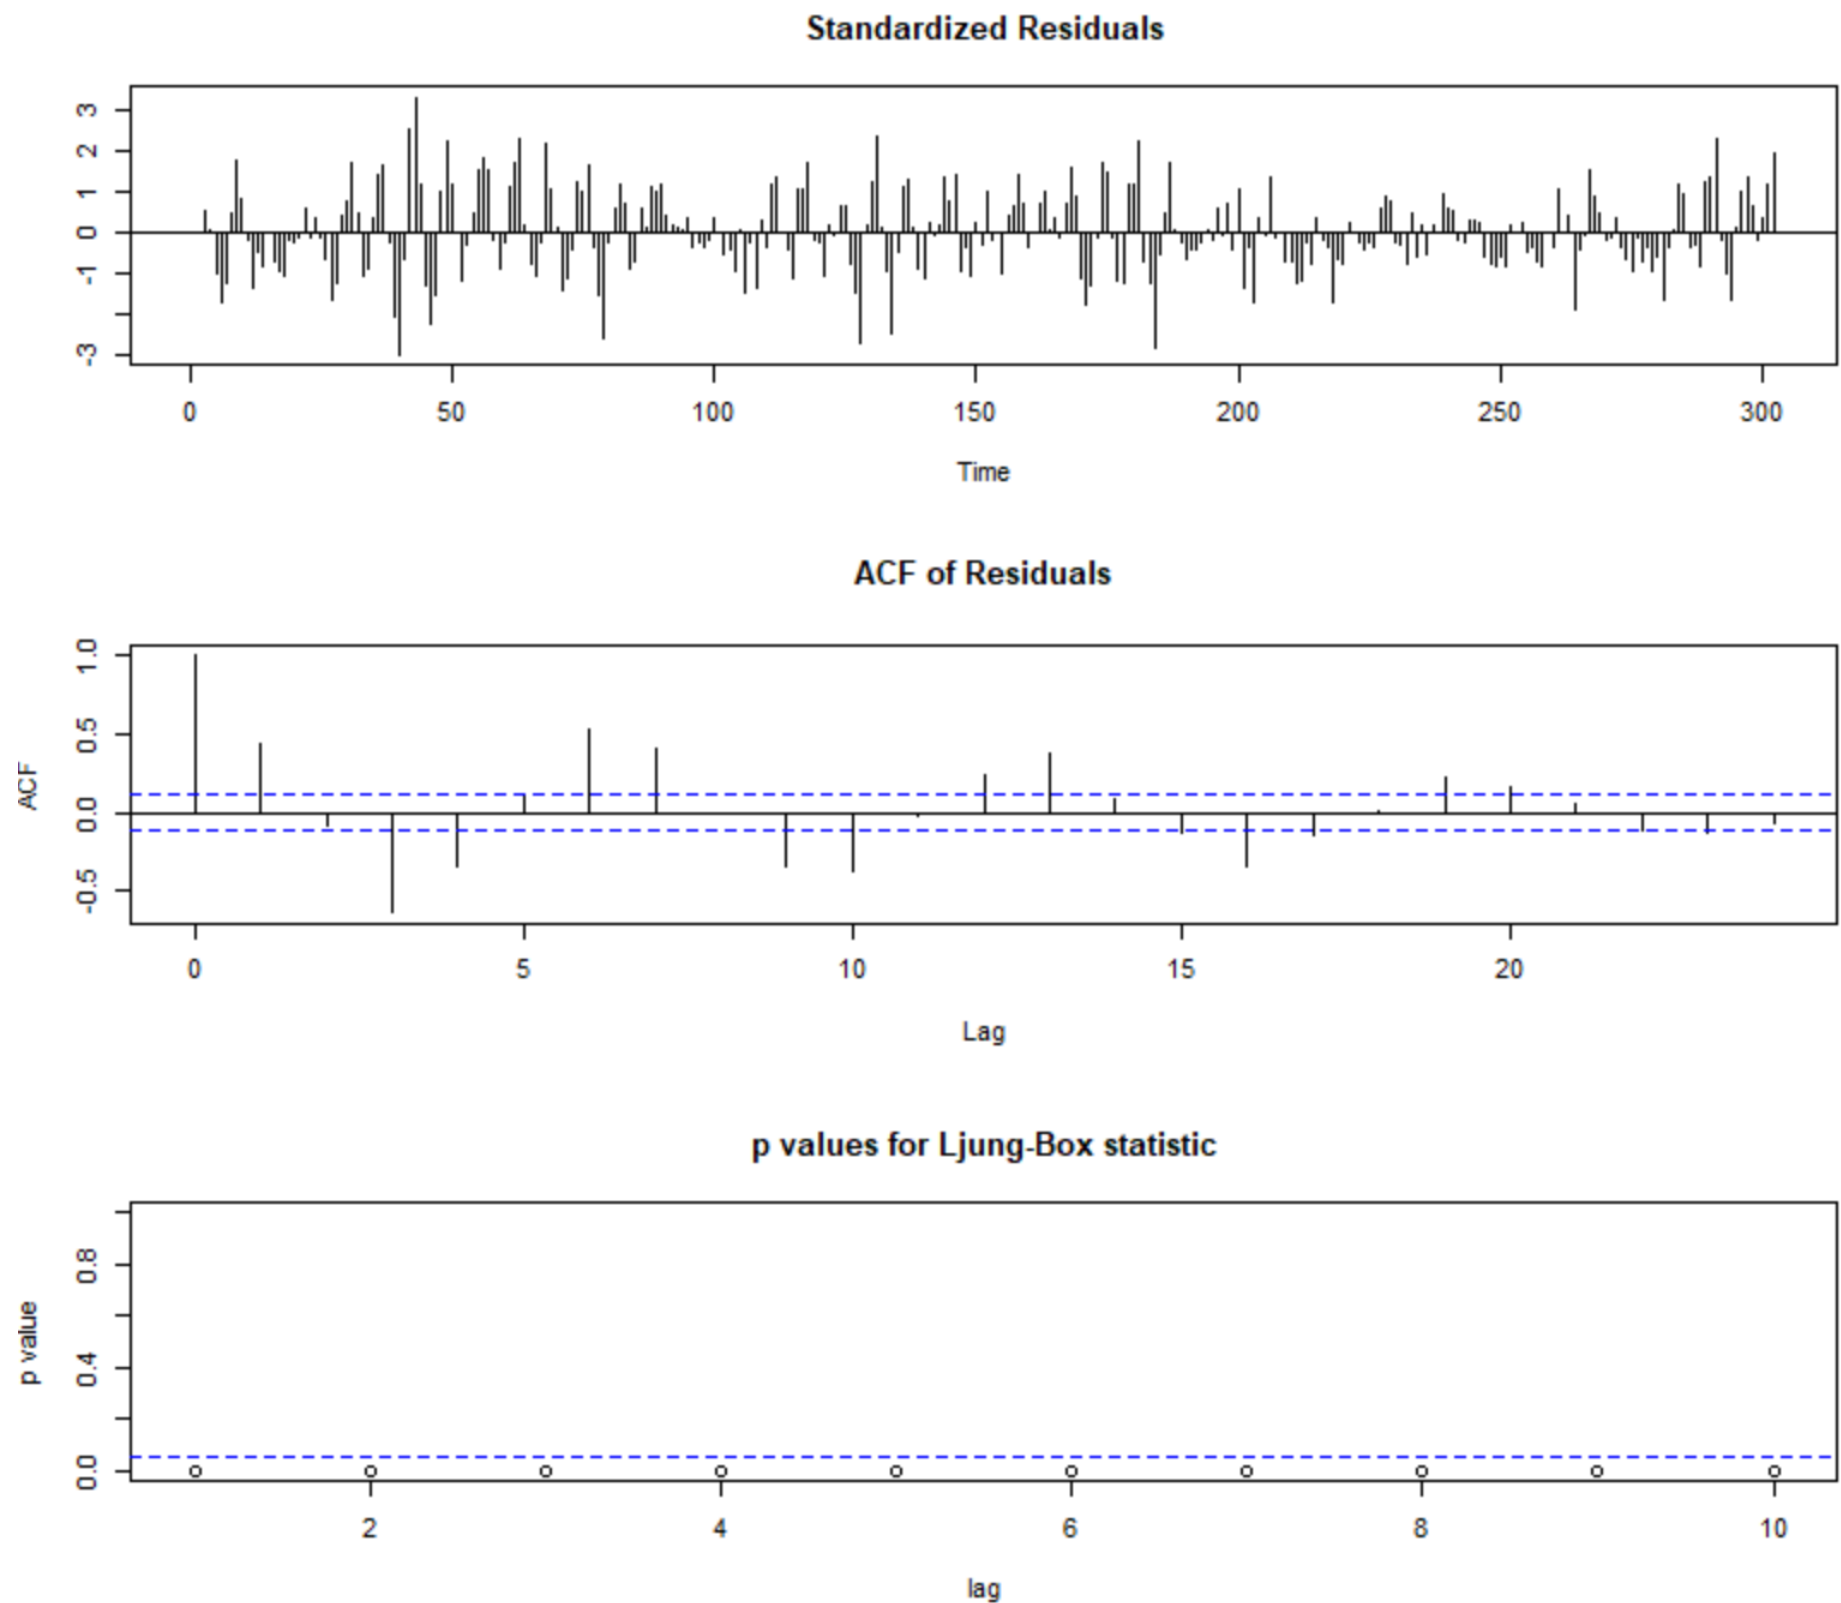 Standardized Residuals
3
2
1
0
-1
-3
0 50 100 150 200 250 300
Time
ACF of Residuals
1.0
0.5
0.0
-0.5
ACF
0 5 10 15 20
Lag
p values for Ljung-Box statistic
0.8
0.4
0.0
p value
2 4 6 8 10
lag